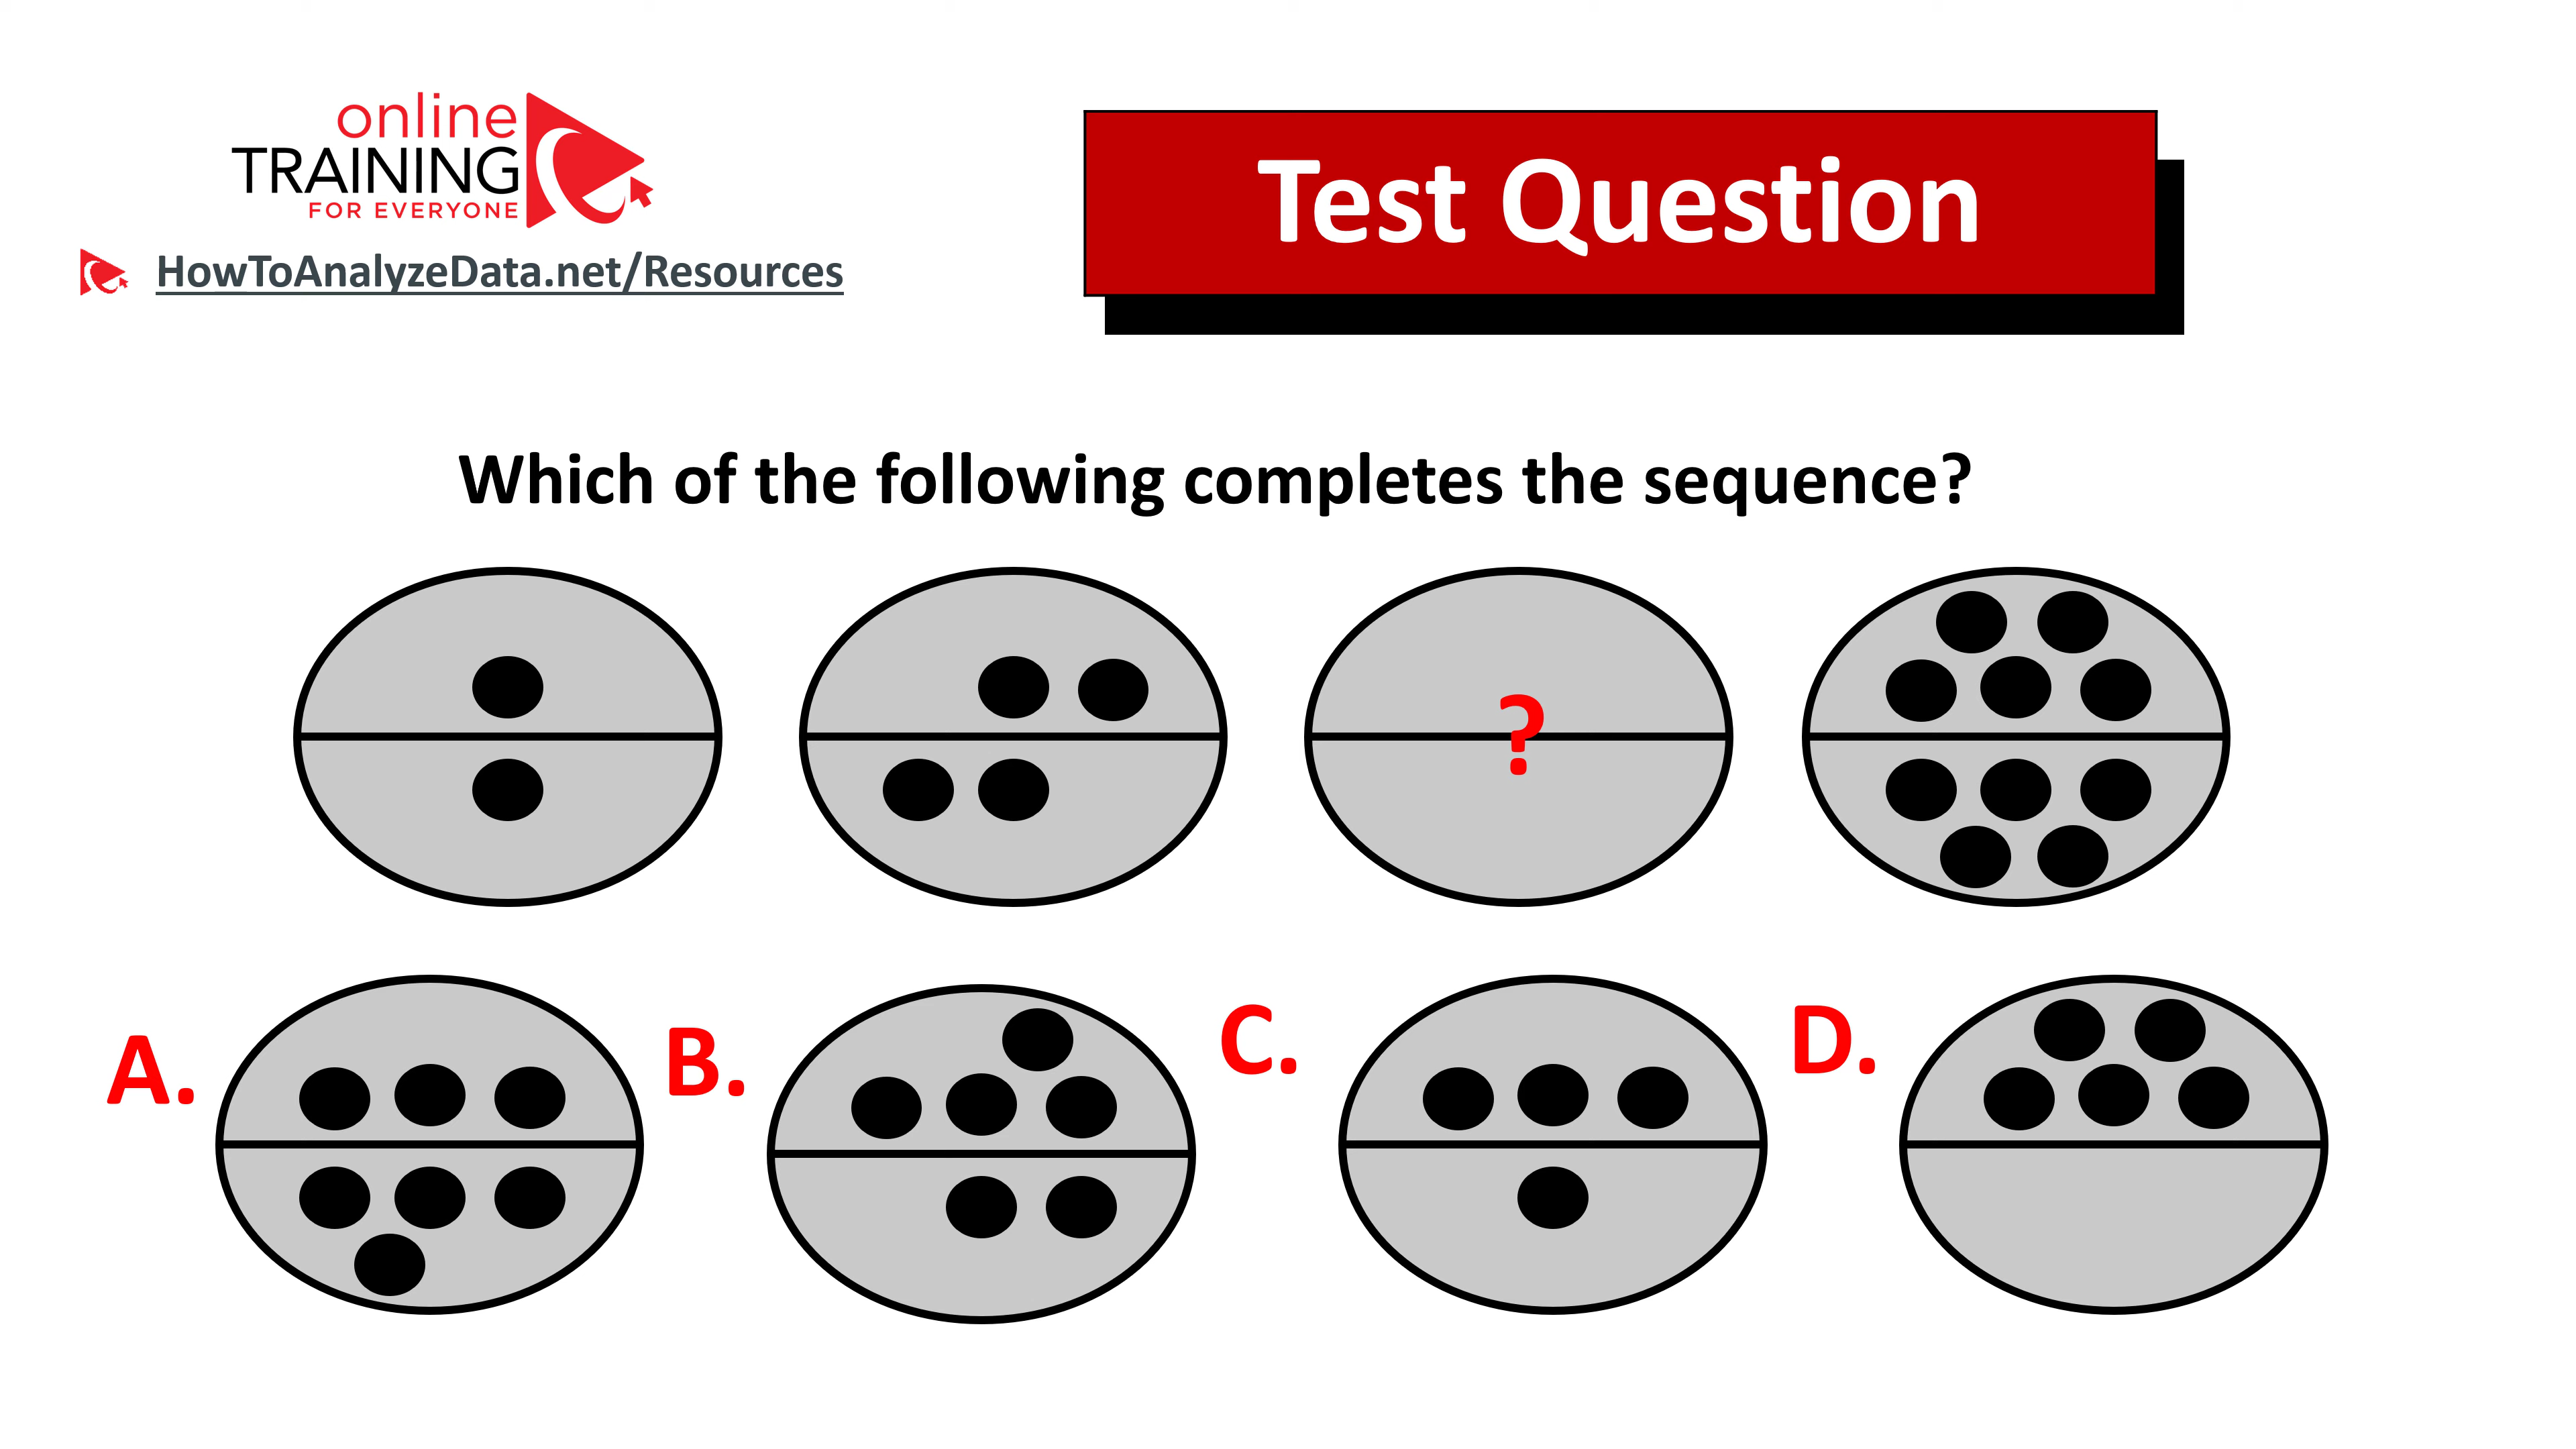 online
TRAINING
FOR EVERYONE
HowToAnalyzeData.net/Resources
Test Question
Which of the following completes the sequence?
?
A.
B.
C.
D.